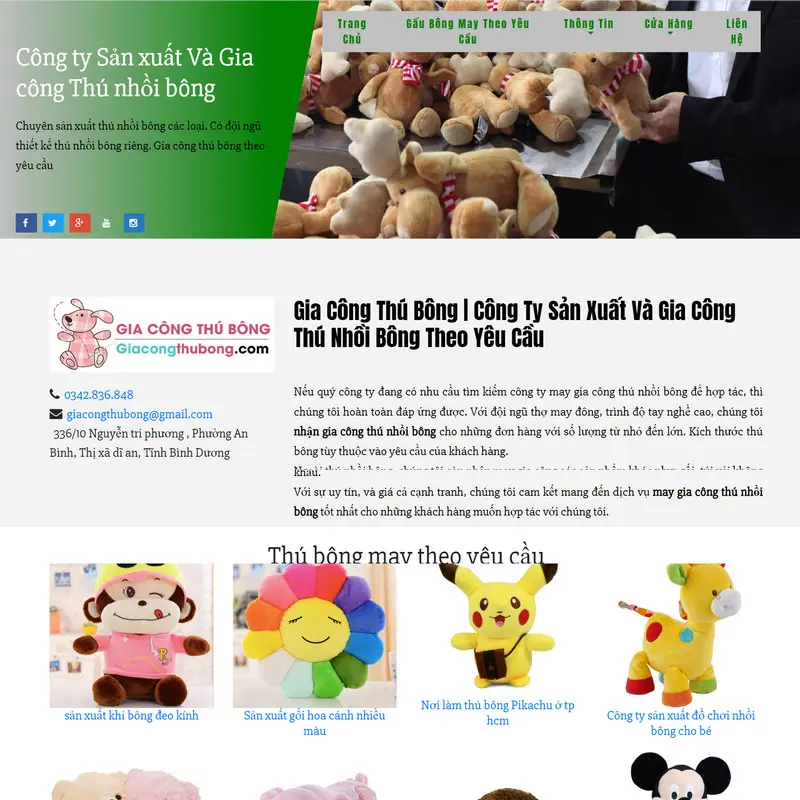 Trang
Chủ
Gấu Bông May Theo Yêu
Cầu
Thông Tin
Cửa Hàng
Liên
Hệ
Công ty Sản xuất Và Gia
công Thú nhồi bông
Chuyên sản xuất thú nhồi bông các loại. Có đội ngũ
thiết kế thú nhồi bông riêng. Gia công thú bông theo
yêu cầu
GIA CÔNG THÚ BÔNG
Giacongthubong.com
0342.836.848
giacongthubong@gmail.com
336/10 Nguyễn tri phương , Phường An
Bình, Thị xã dĩ an, Tỉnh Bình Dương
Gia Công Thú Bông | Công Ty Sản Xuất Và Gia Công
Thú Nhồi Bông Theo Yêu Cầu
Nếu quý công ty đang có nhu cầu tìm kiếm công ty may gia công thú nhồi bông để hợp tác, thì
chúng tôi hoàn toàn đáp ứng được. Với đội ngũ thợ may đông, trình độ tay nghề cao, chúng tôi
nhận gia công thú nhồi bông cho những đơn hàng với số lượng từ nhỏ đến lớn. Kích thước thú
bông tùy thuộc vào yêu cầu của khách hàng.
khâu.
Với sự uy tín, và giá cả cạnh tranh, chúng tôi cam kết mang đến dịch vụ may gia công thú nhồi
bông tốt nhất cho những khách hàng muốn hợp tác với chúng tôi.
Thú bông may theo yêu cầu
sản xuất khỉ bông đeo kính
Sản xuất gối hoa cánh nhiều
màu
Nơi làm thú bông Pikachu ở tp
hcm
Công ty sản xuất đồ chơi nhồi
bông cho bé